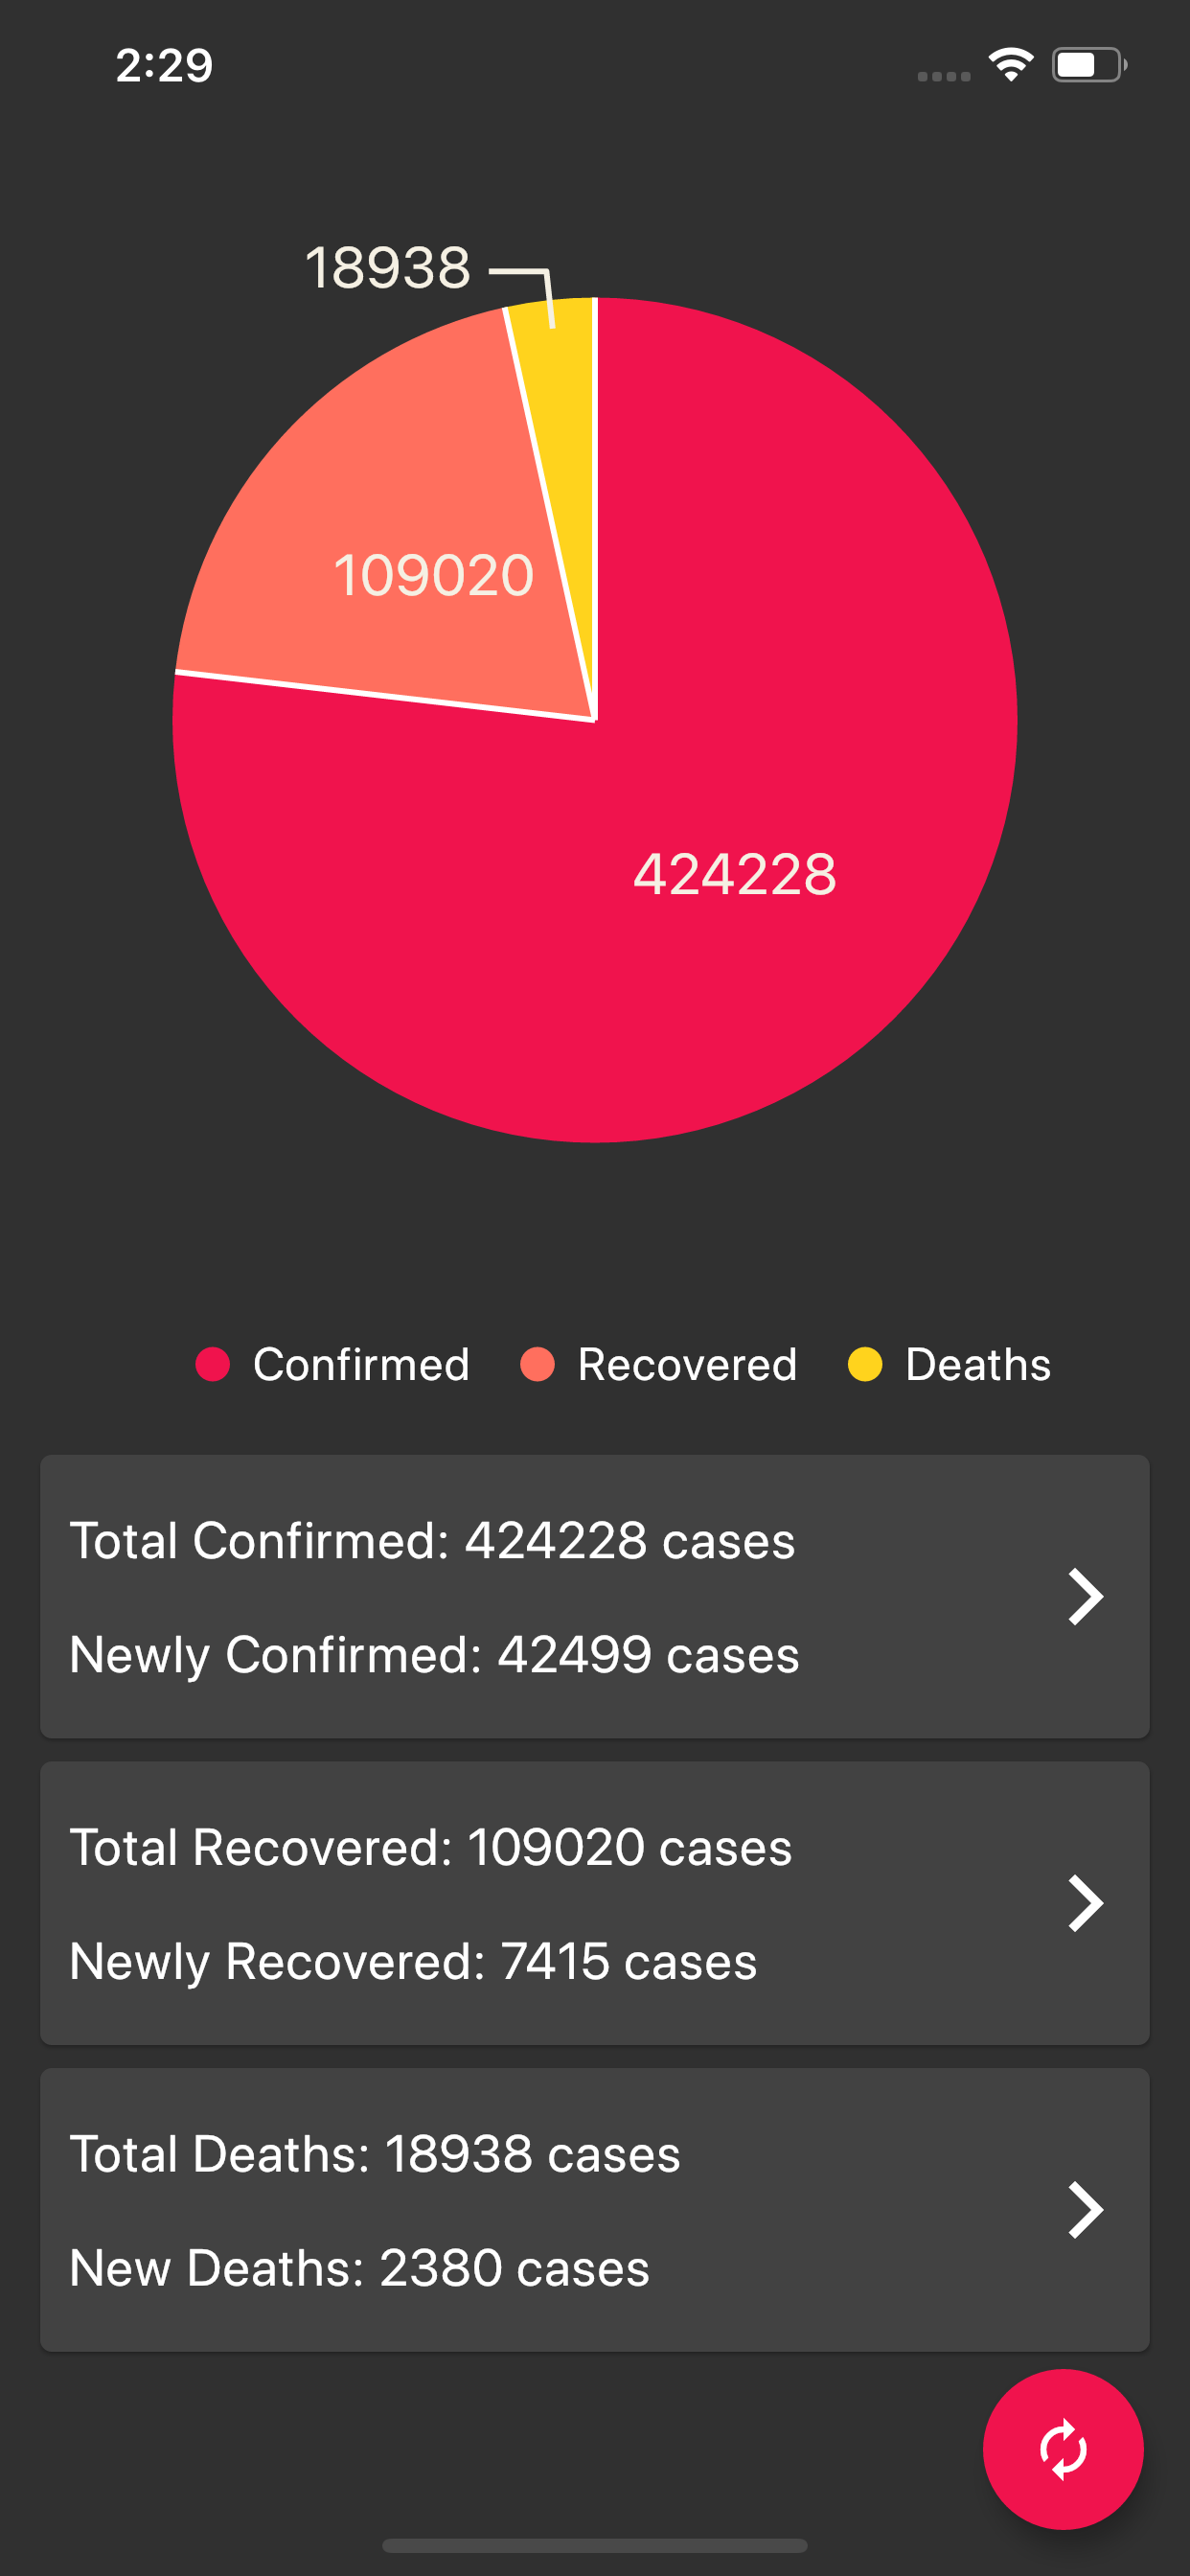 2:29
18938
109020
424228
Confirmed Recovered Deaths
Total Confirmed: 424228 cases
Newly Confirmed: 42499 cases
Total Recovered: 109020 cases
Newly Recovered: 7415 cases
Total Deaths: 18938 cases
New Deaths: 2380 cases